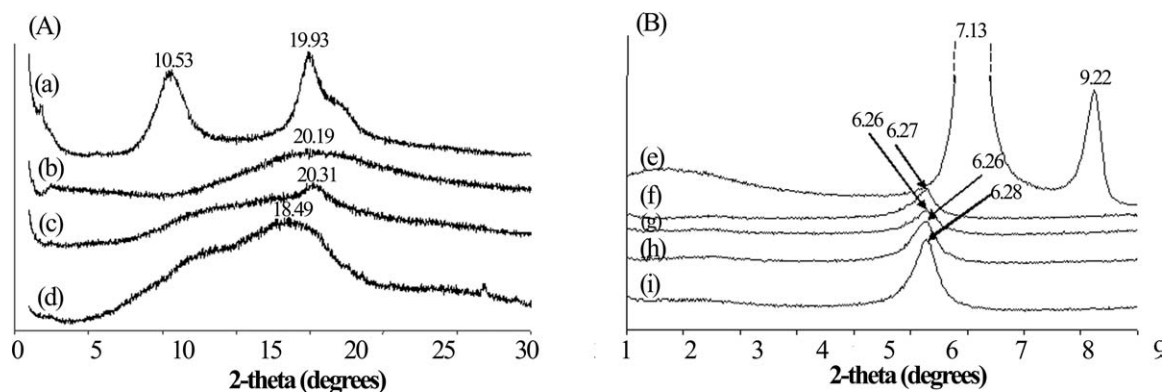 (A)
10.53
19.93
(a)
20.19
(b)
20.31
(c)
18.49
(d)
0 5 10 15 20 25 30
2-theta (degrees)
(B)
7.13
9.22
6.26
6.27
6.26
6.28
(e)
(f)
(g)
(h)
(i)
1 2 3 4 5 6 7 8 9
2-theta (degrees)